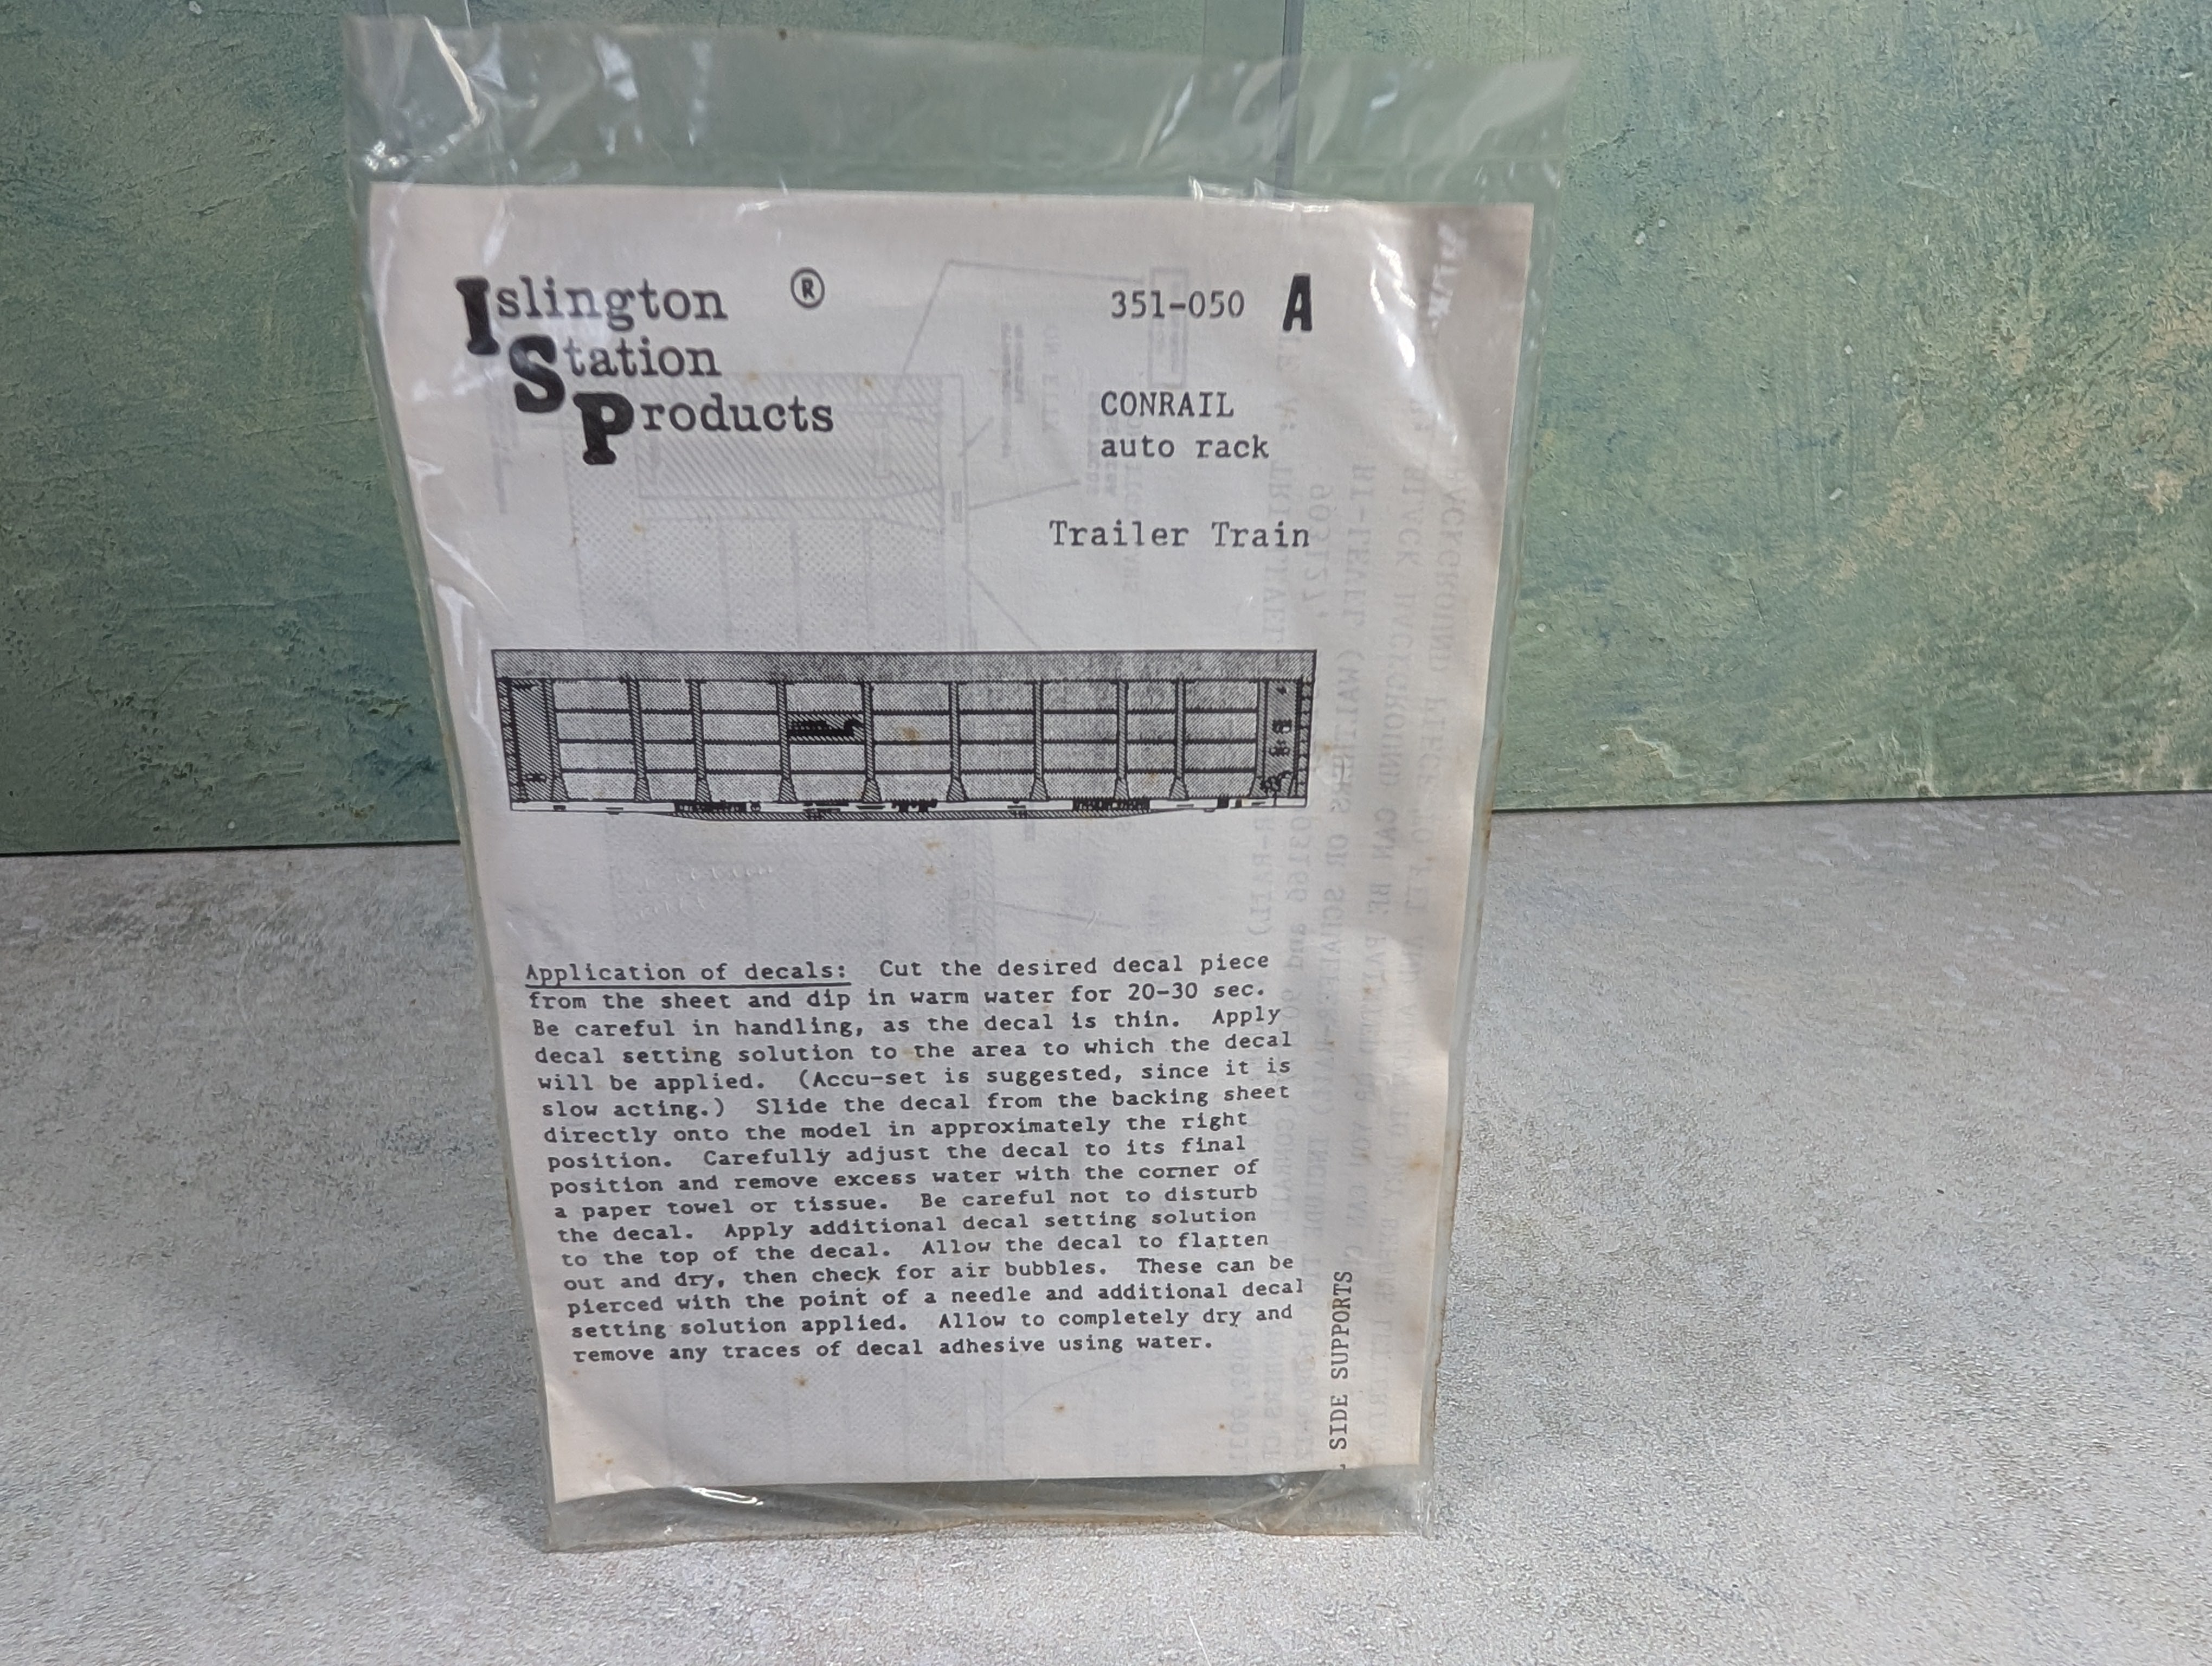 Islington ®
Station
Products
351-050 A
CONRAIL
auto rack
Trailer Train
Application of decals: Cut the desired decal piece
from the sheet and dip in warm water for 20-30 sec.
Be careful in handling, as the decal is thin. Apply
decal setting solution to the area to which the decal
will be applied. (Accu-set is suggested, since it is
slow acting.) Slide the decal from the backing sheet
directly onto the model in approximately the right
position. Carefully adjust the decal to its final
position and remove excess water with the corner of
a paper towel or tissue. Be careful not to disturb
the decal. Apply additional decal setting solution
to the top of the decal. Allow the decal to flatten
out and dry, then check for air bubbles. These can be
pierced with the point of a needle and additional decal
setting solution applied. Allow to completely dry and
remove any traces of decal adhesive using water.
SIDE SUPPORTS